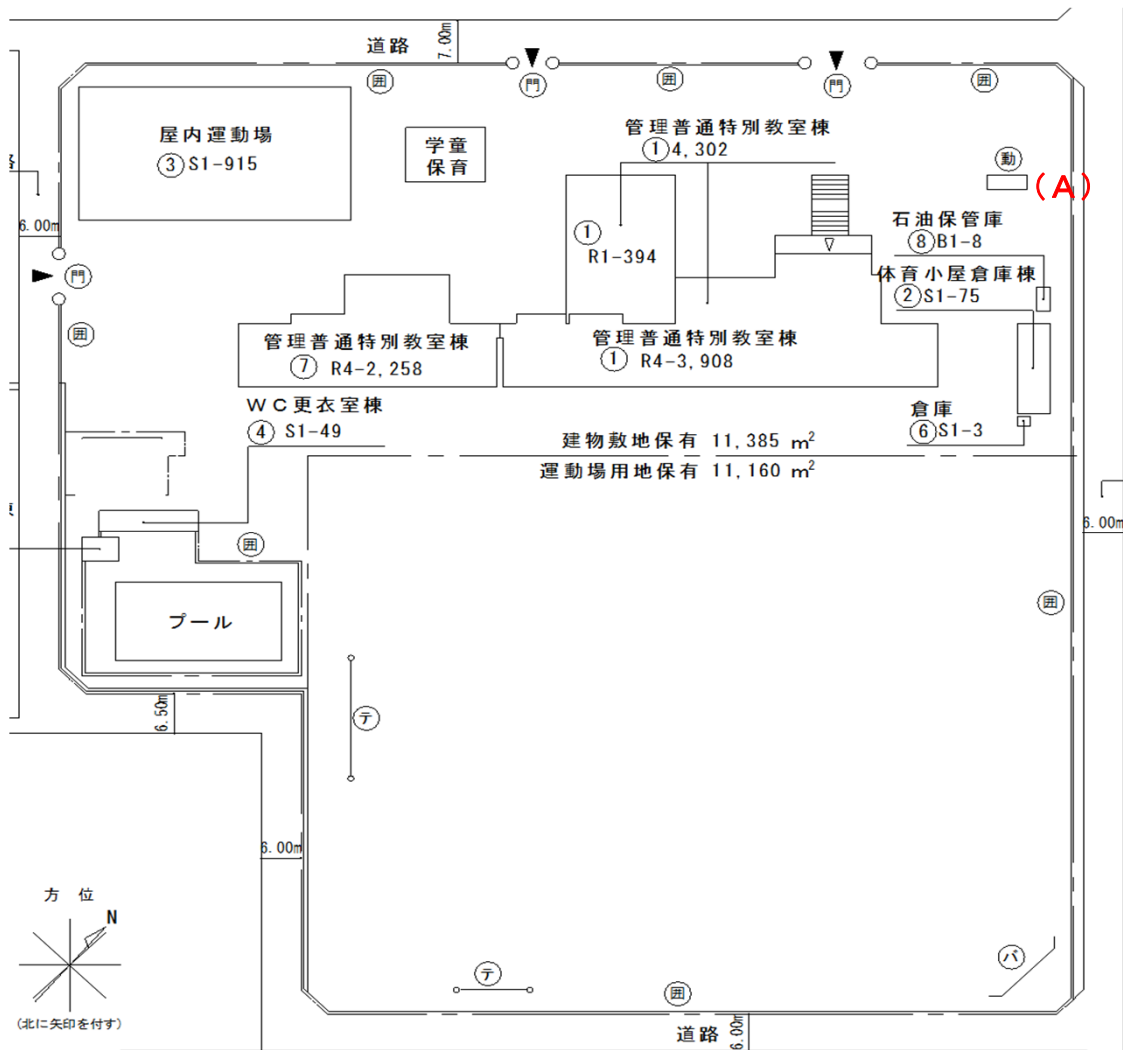 道路
7.00m
囲
門
囲
門
囲
屋内運動場
③S1-915
学童
保育
管理普通特別教室棟
①4,302
動
(A)
6.00m
門
囲
①
R1-394
石油保管庫
⑧B1-8
体育小屋倉庫棟
②S1-75
管理普通特別教室棟
⑦ R4-2,258
管理普通特別教室棟
① R4-3,908
WC更衣室棟
④ S1-49
倉庫
⑥S1-3
建物敷地保有 11,385 m²
運動場用地保有 11,160 m²
囲
6.00m
プール
囲
6.50m
テ
6.00m
方 位
N
(北に矢印を付す)
テ
囲
バ
道路
6.00m